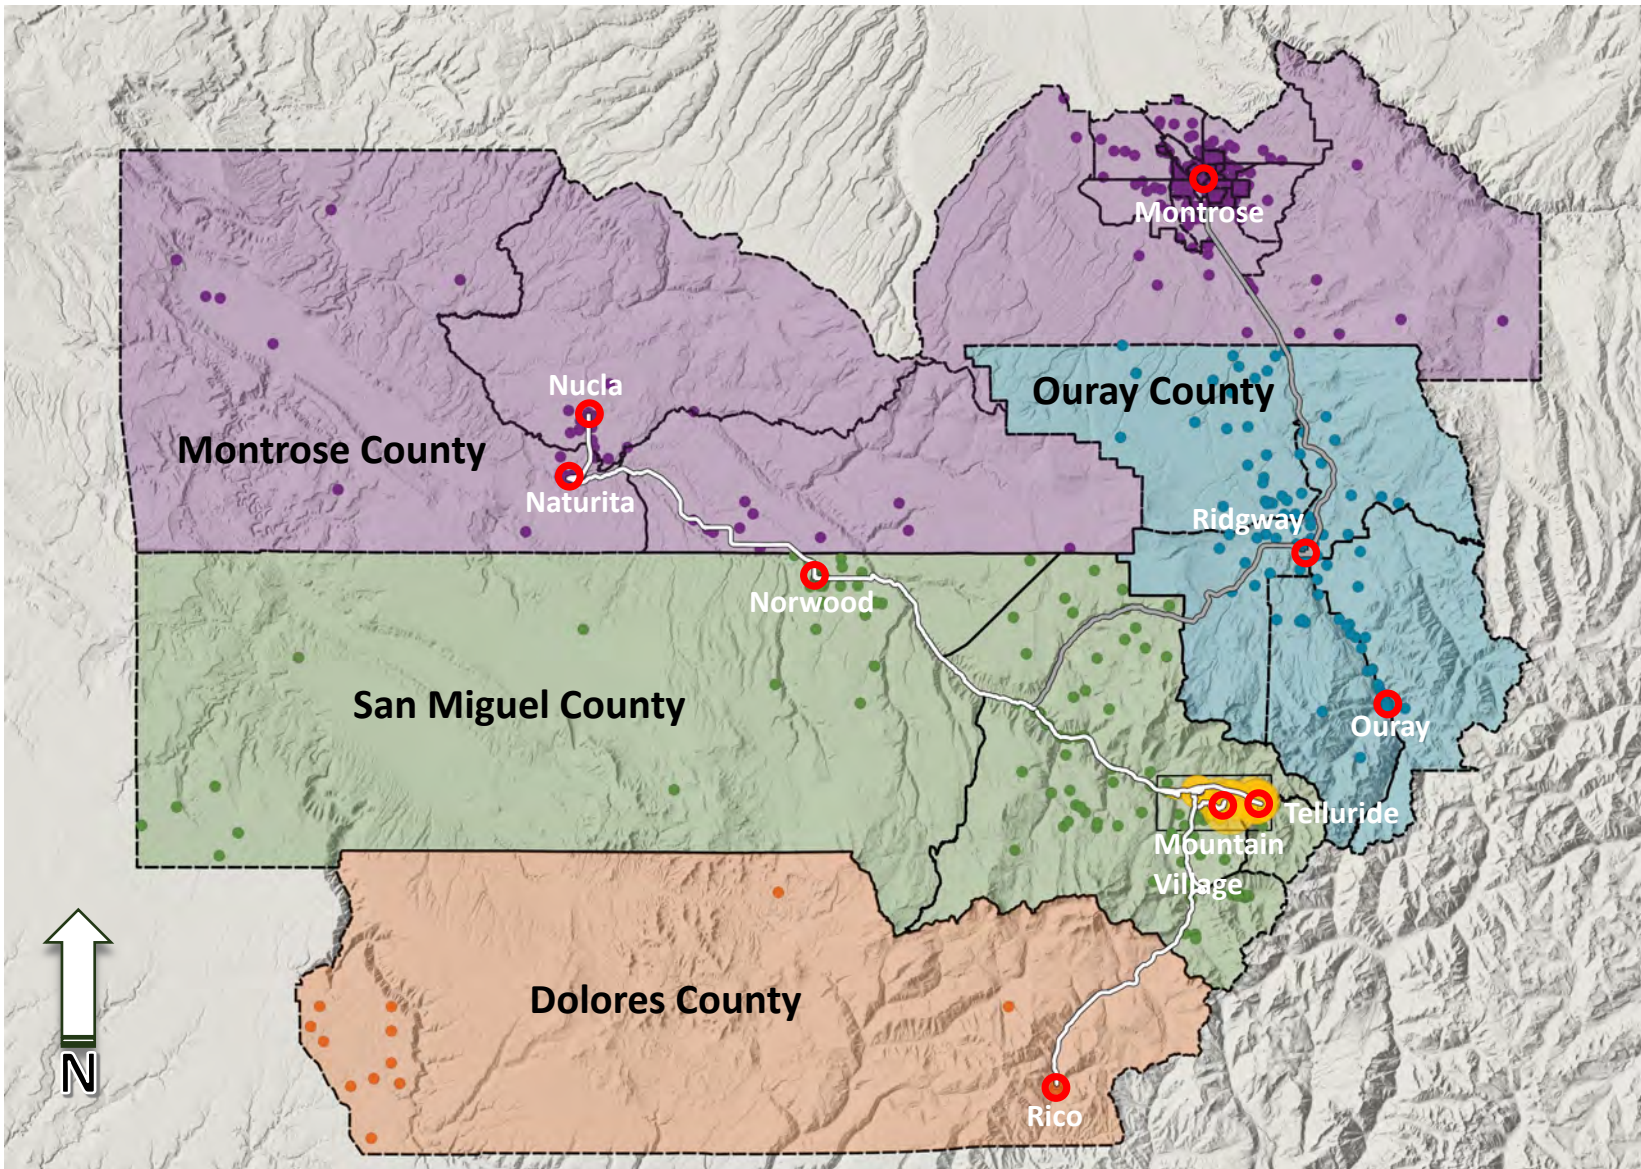 Montrose
Nucla
Ouray County
Montrose County
Naturita
Ridgway
Norwood
San Miguel County
Ouray
Telluride
Mountain
Village
Dolores County
N
Rico